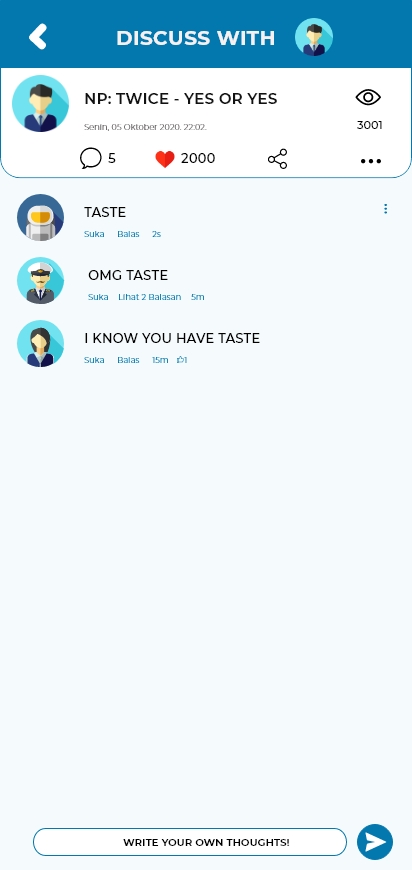 DISCUSS WITH
NP: TWICE - YES OR YES
Senin, 05 Oktober 2020. 22:02.
3001
5 2000
TASTE
Suka Balas 2s
OMG TASTE
Suka Lihat 2 Balasan 5m
I KNOW YOU HAVE TASTE
Suka Balas 15m 1
WRITE YOUR OWN THOUGHTS!